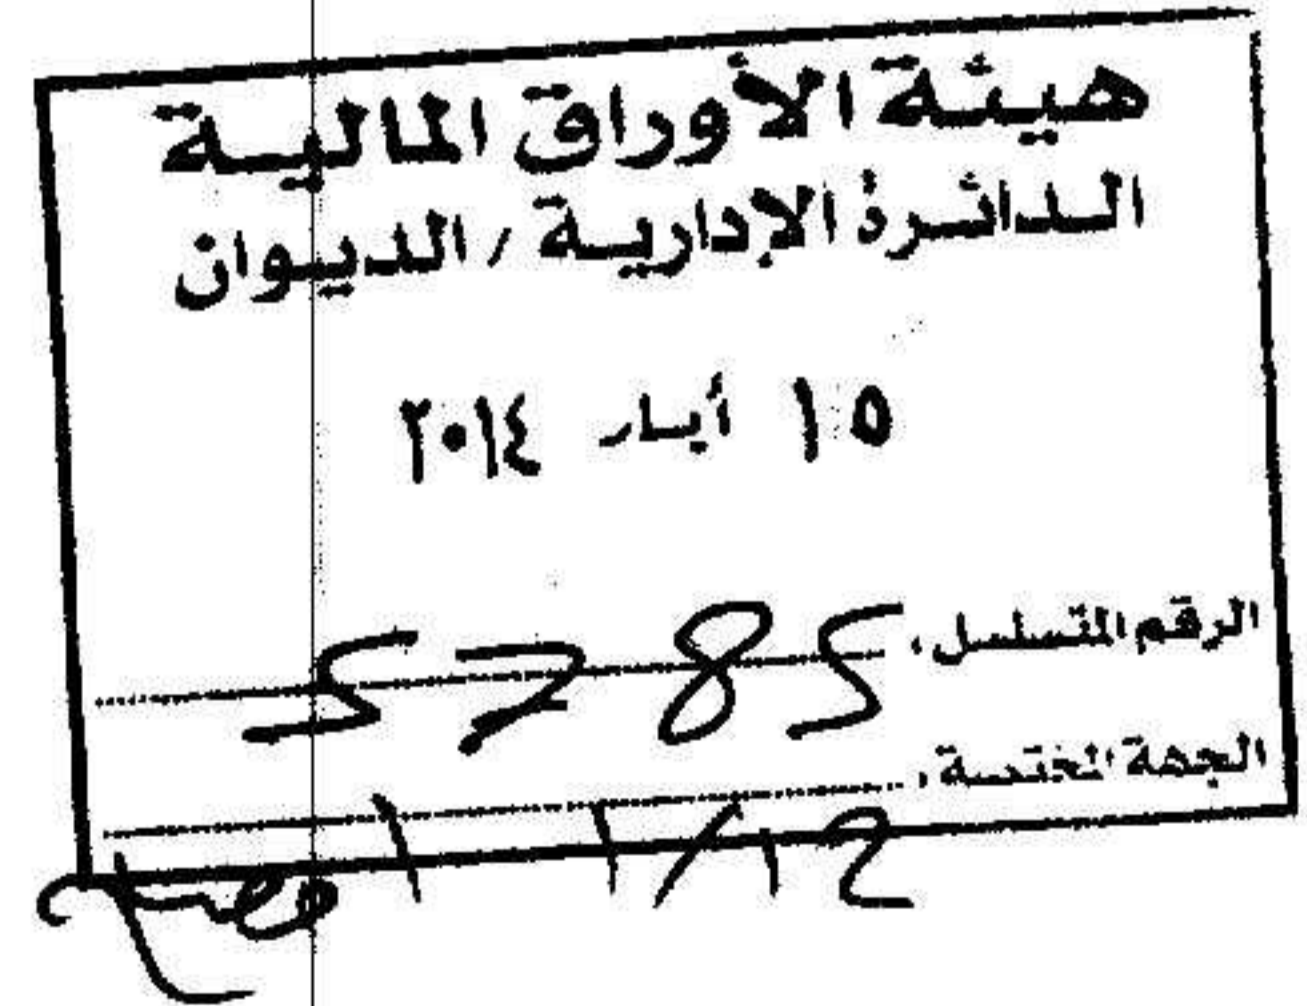 هيئة الأوراق المالية
الدائرة الإدارية / الديوان
١٥ أيار ٢٠١٤
الرقم المتسلسل: 5785
الجهة المختصة: